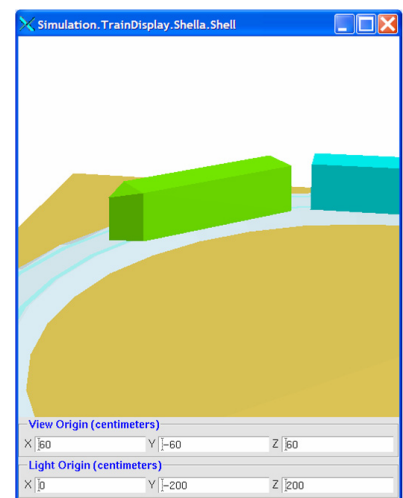 Simulation.TrainDisplay.Shella.Shell
View Origin (centimeters)
X 60 Y -60 Z 60
Light Origin (centimeters)
X 0 Y -200 Z 200